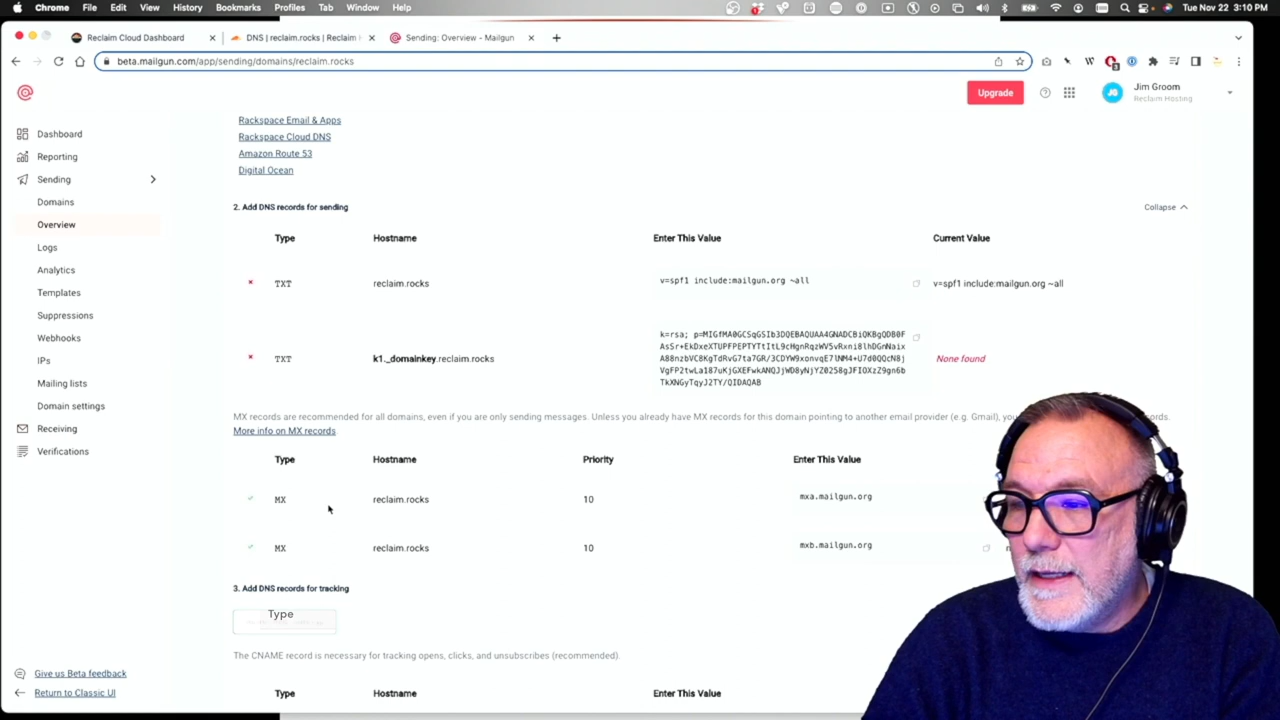 Chrome File Edit View History Bookmarks Profiles Tab Window Help Tue Nov 22 3:10 PM
Reclaim Cloud Dashboard DNS | reclaim.rocks | Reclaim Sending: Overview - Mailgun
beta.mailgun.com/app/sending/domains/reclaim.rocks
Upgrade JG Jim Groom
Reclaim Hosting
Dashboard
Reporting
Sending
Domains
Overview
Logs
Analytics
Templates
Suppressions
Webhooks
IPs
Mailing lists
Domain settings
Receiving
Verifications
Give us Beta feedback
Return to Classic UI
Rackspace Email & Apps
Rackspace Cloud DNS
Amazon Route 53
Digital Ocean
2. Add DNS records for sending Collapse
Type Hostname Enter This Value Current Value
TXT reclaim.rocks v=spf1 include:mailgun.org ~all v=spf1 include:mailgun.org ~all
TXT k1._domainkey.reclaim.rocks None found
k=rsa;
MX records are recommended for all domains, even if you are only sending messages. Unless you already have MX records for this domain pointing to another email provider (e.g. Gmail), you
More info on MX records
Type Hostname Priority Enter This Value
MX reclaim.rocks 10 mxa.mailgun.org
MX reclaim.rocks 10 mxb.mailgun.org
3. Add DNS records for tracking
Type
The CNAME record is necessary for tracking opens, clicks, and unsubscribes (recommended).
Type Hostname Enter This Value